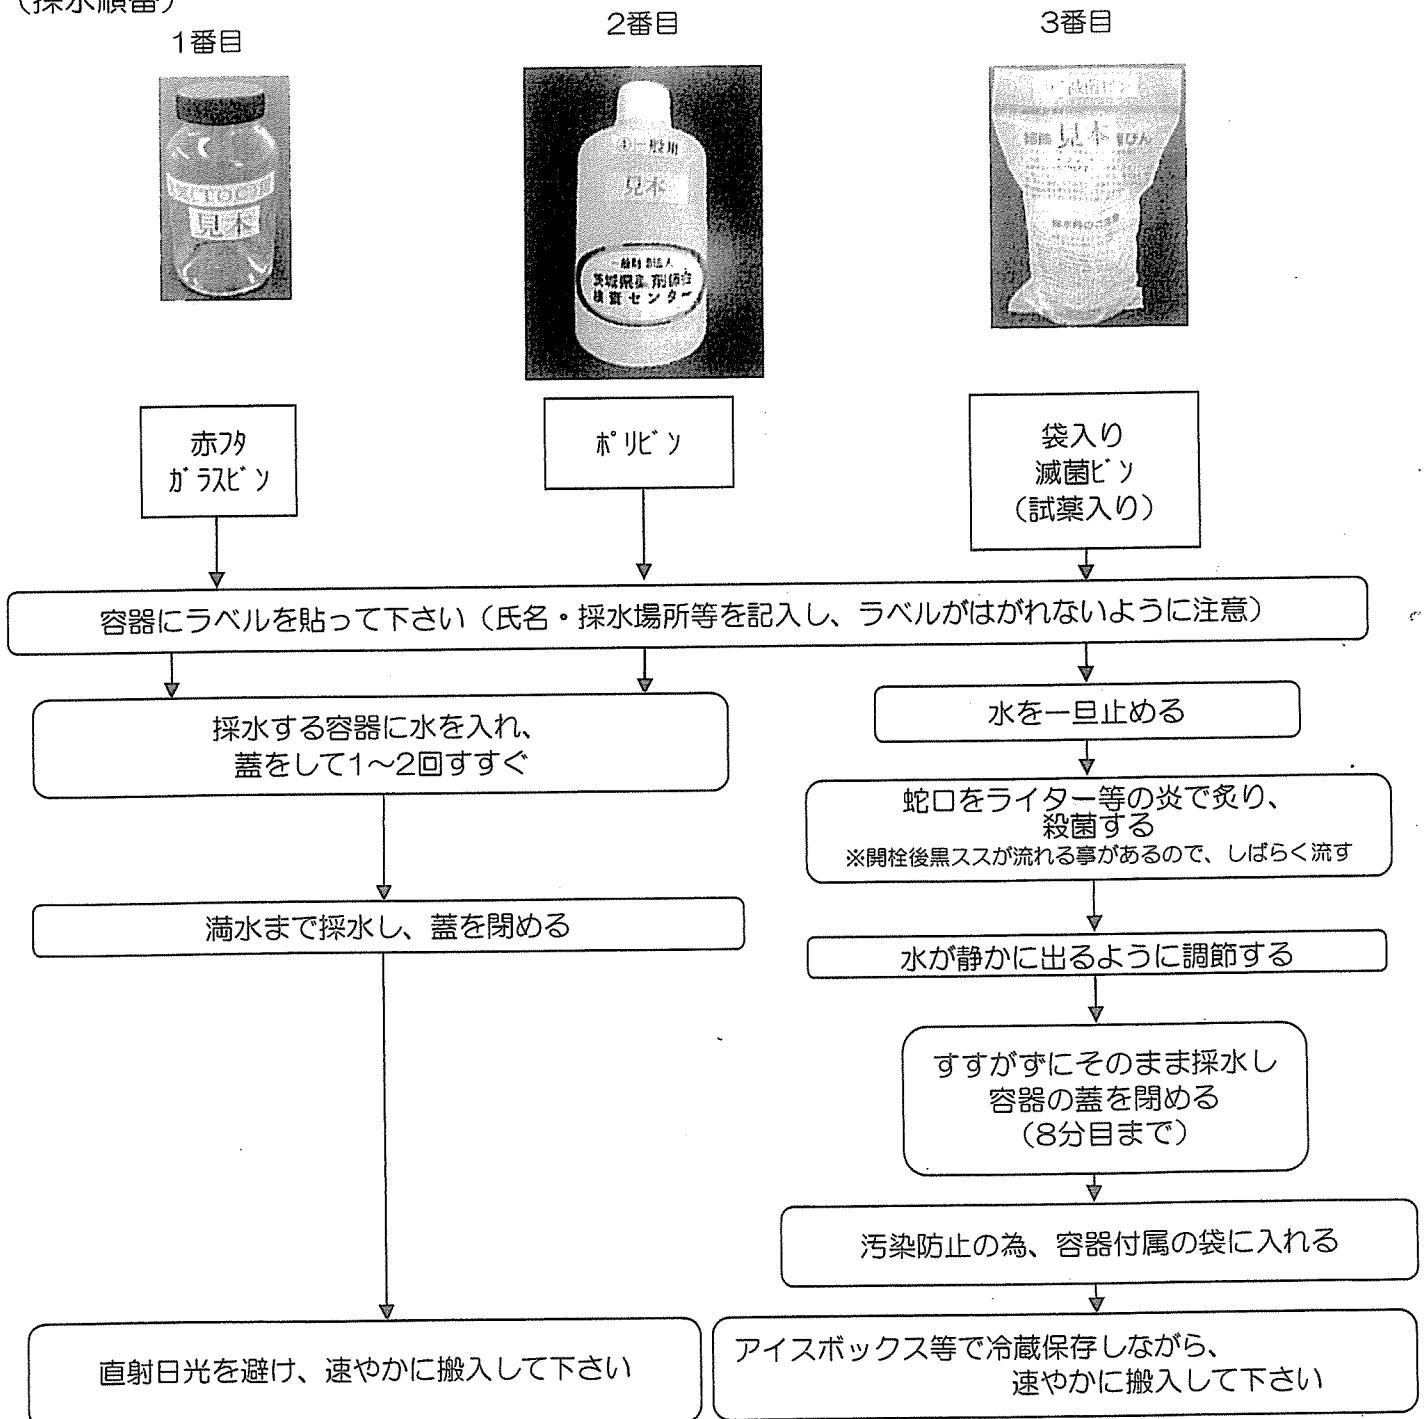 （採水順番）
1番目
2番目
3番目
見本
④一般用
見本
一般財団法人
茨城県薬剤師会
検査センター
見本
赤ﾌﾀ
ｶﾞﾗｽﾋﾞﾝ
ﾎﾟﾘﾋﾞﾝ
袋入り
滅菌ﾋﾞﾝ
（試薬入り）
容器にラベルを貼って下さい（氏名・採水場所等を記入し、ラベルがはがれないように注意）
採水する容器に水を入れ、
蓋をして1～2回すすぐ
水を一旦止める
蛇口をライター等の炎で炙り、
殺菌する
※開栓後黒ススが流れる事があるので、しばらく流す
満水まで採水し、蓋を閉める
水が静かに出るように調節する
すすがずにそのまま採水し
容器の蓋を閉める
（8分目まで）
汚染防止の為、容器付属の袋に入れる
直射日光を避け、速やかに搬入して下さい
アイスボックス等で冷蔵保存しながら、
速やかに搬入して下さい